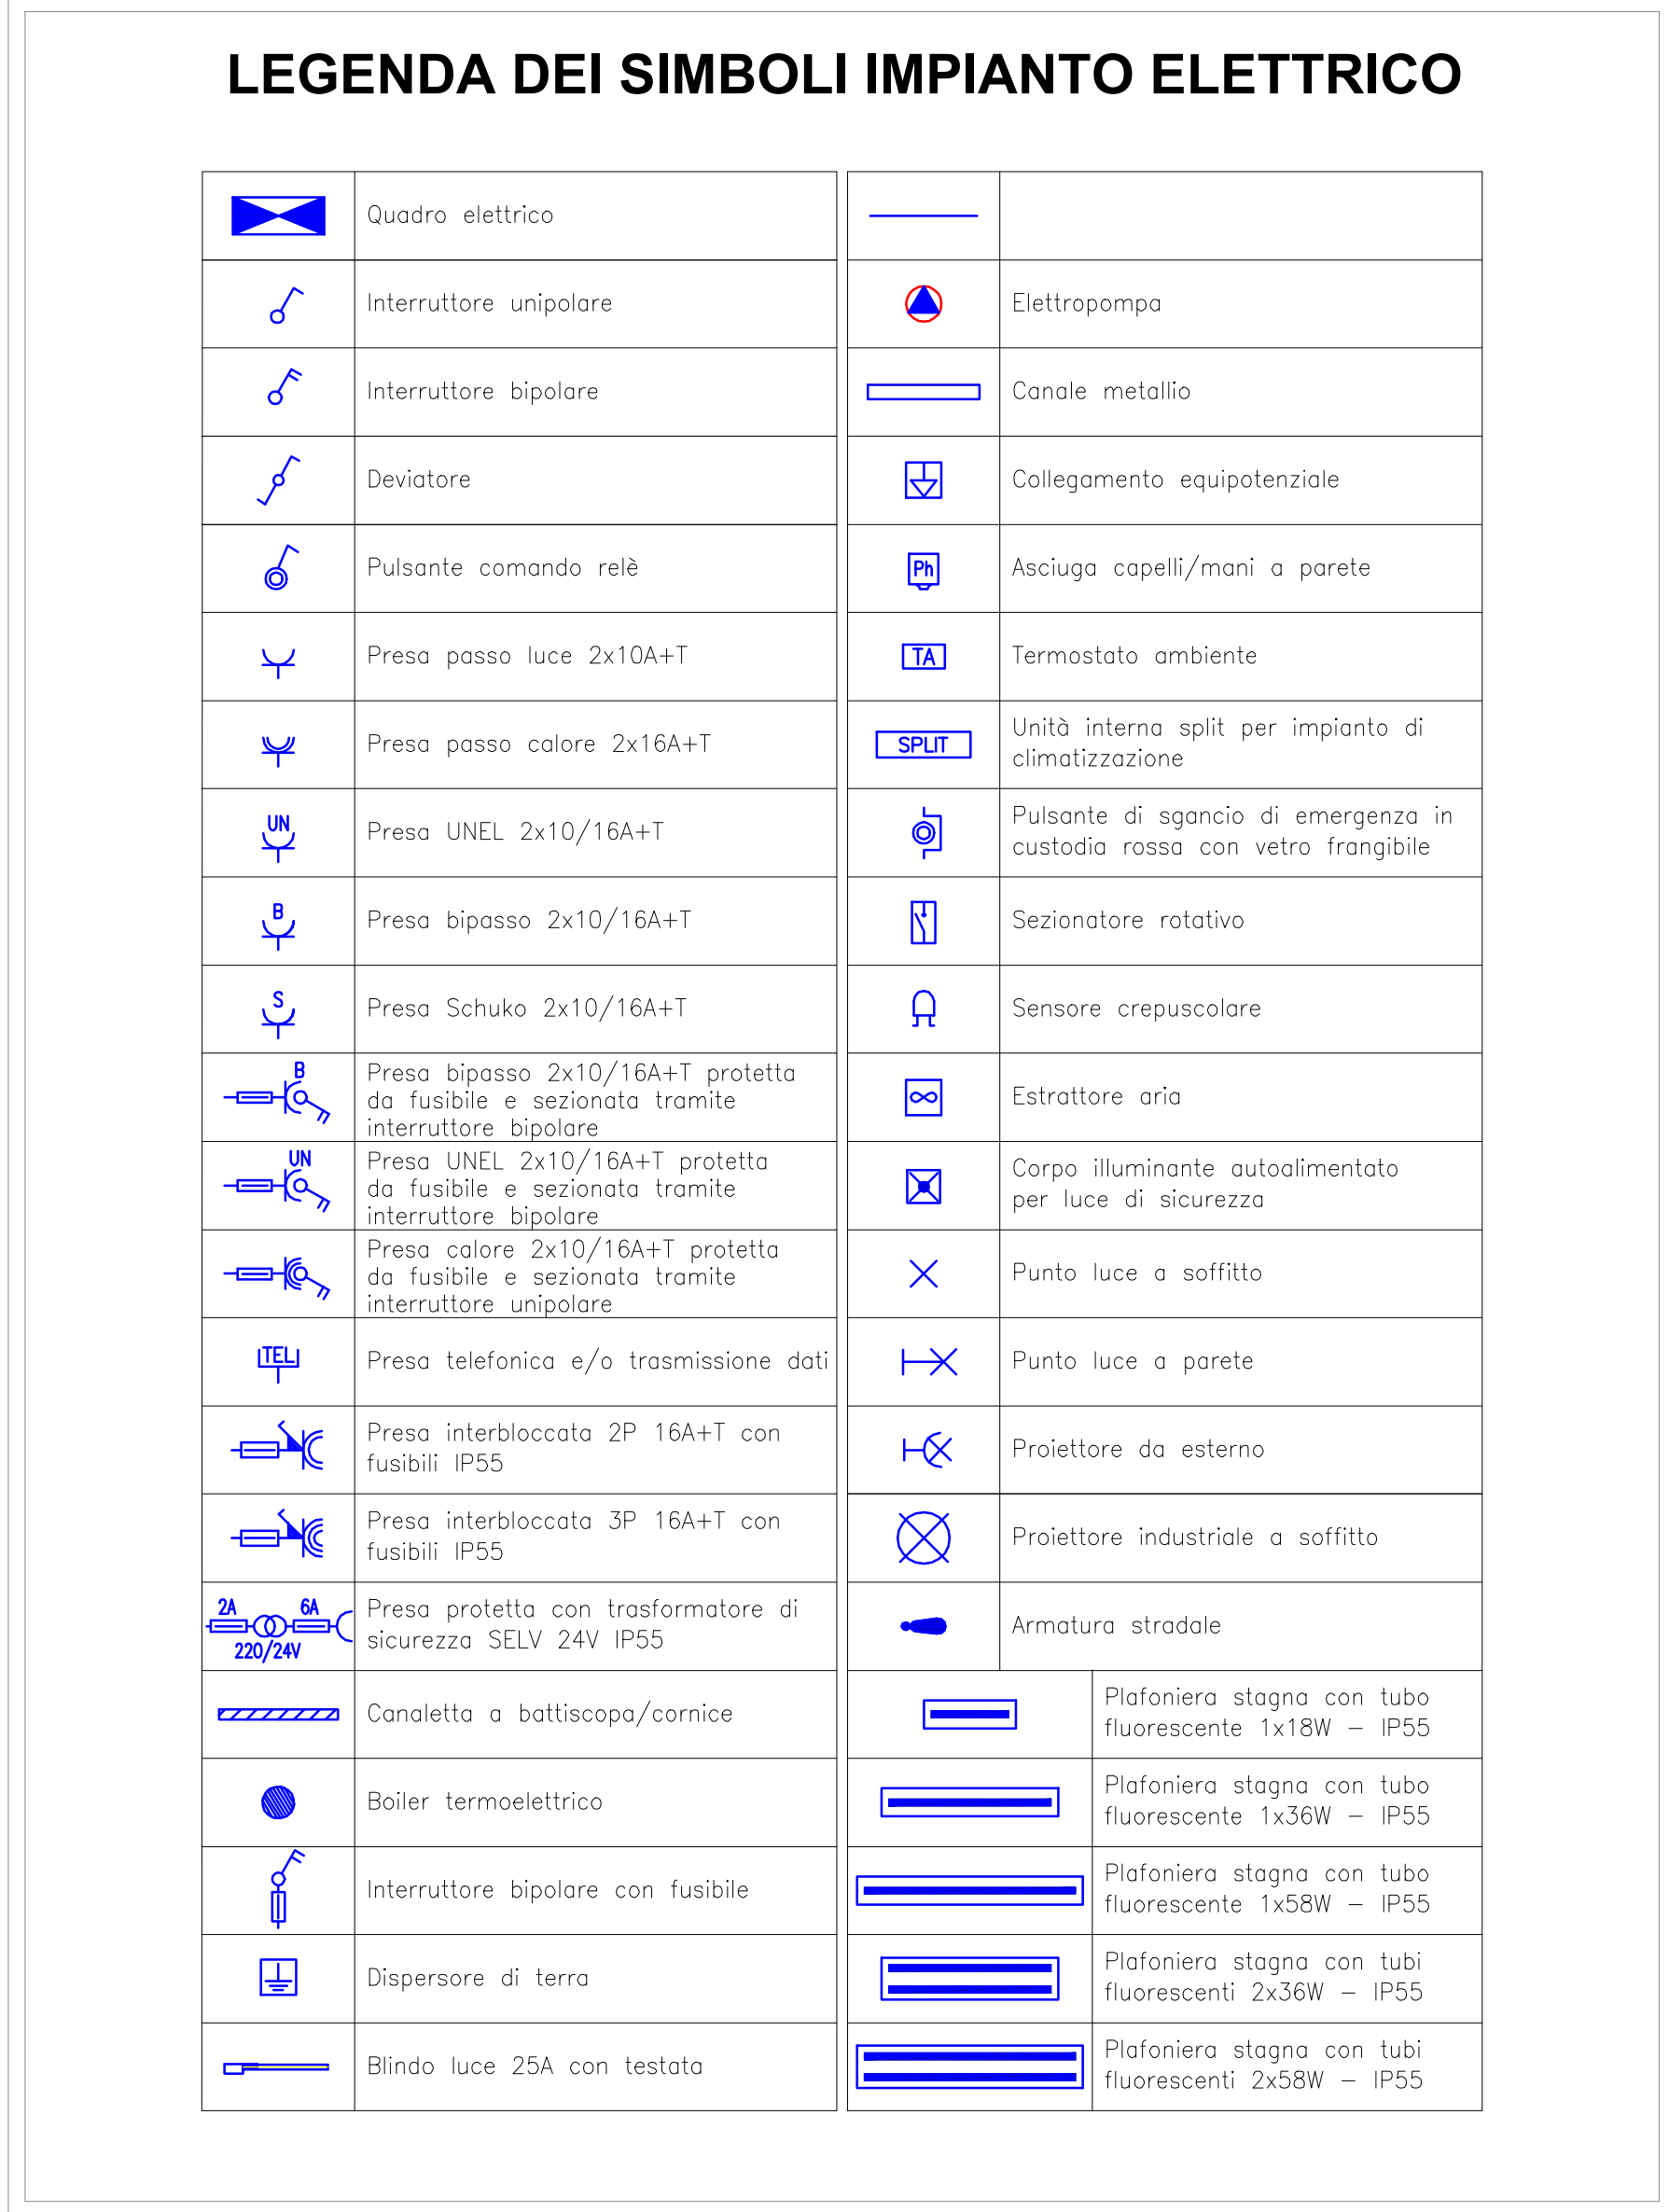 LEGENDA DEI SIMBOLI IMPIANTO ELETTRICO
Quadro elettrico
Interruttore unipolare
Interruttore bipolare
Deviatore
Pulsante comando relè
Presa passo luce 2x10A+T
Presa passo calore 2x16A+T
UN
Presa UNEL 2x10/16A+T
B
Presa bipasso 2x10/16A+T
S
Presa Schuko 2x10/16A+T
B
Presa bipasso 2x10/16A+T protetta
da fusibile e sezionata tramite
interruttore bipolare
UN
Presa UNEL 2x10/16A+T protetta
da fusibile e sezionata tramite
interruttore bipolare
Presa calore 2x10/16A+T protetta
da fusibile e sezionata tramite
interruttore unipolare
TEL
Presa telefonica e/o trasmissione dati
Presa interbloccata 2P 16A+T con
fusibili IP55
Presa interbloccata 3P 16A+T con
fusibili IP55
2A 6A
220/24V
Presa protetta con trasformatore di
sicurezza SELV 24V IP55
Canaletta a battiscopa/cornice
Boiler termoelettrico
Interruttore bipolare con fusibile
Dispersore di terra
Blindo luce 25A con testata
Elettropompa
Canale metallio
Collegamento equipotenziale
Ph
Asciuga capelli/mani a parete
TA
Termostato ambiente
SPLIT
Unità interna split per impianto di
climatizzazione
Pulsante di sgancio di emergenza in
custodia rossa con vetro frangibile
Sezionatore rotativo
Sensore crepuscolare
Estrattore aria
Corpo illuminante autoalimentato
per luce di sicurezza
Punto luce a soffitto
Punto luce a parete
Proiettore da esterno
Proiettore industriale a soffitto
Armatura stradale
Plafoniera stagna con tubo
fluorescente 1x18W – IP55
Plafoniera stagna con tubo
fluorescente 1x36W – IP55
Plafoniera stagna con tubo
fluorescente 1x58W – IP55
Plafoniera stagna con tubi
fluorescenti 2x36W – IP55
Plafoniera stagna con tubi
fluorescenti 2x58W – IP55